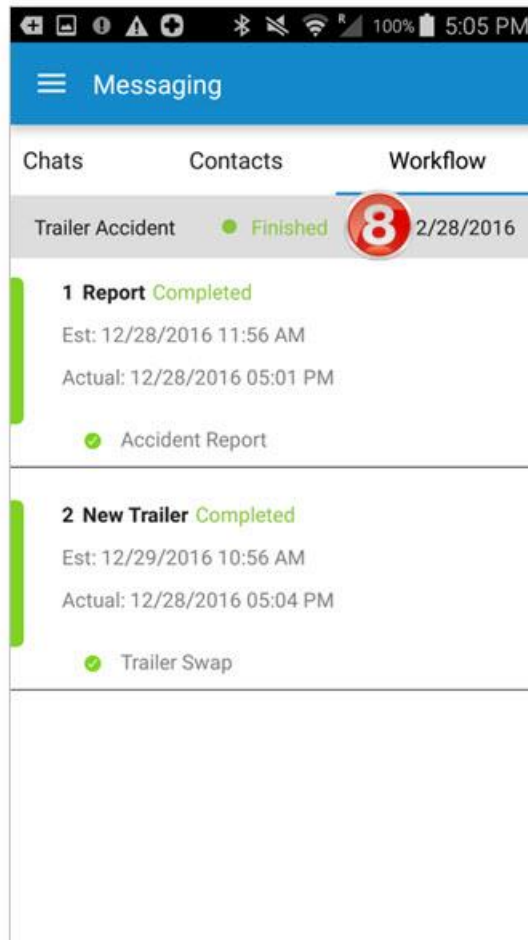 R 100% 5:05 PM
Messaging
Chats Contacts Workflow
Trailer Accident Finished 8 2/28/2016
1 Report Completed
Est: 12/28/2016 11:56 AM
Actual: 12/28/2016 05:01 PM
Accident Report
2 New Trailer Completed
Est: 12/29/2016 10:56 AM
Actual: 12/28/2016 05:04 PM
Trailer Swap